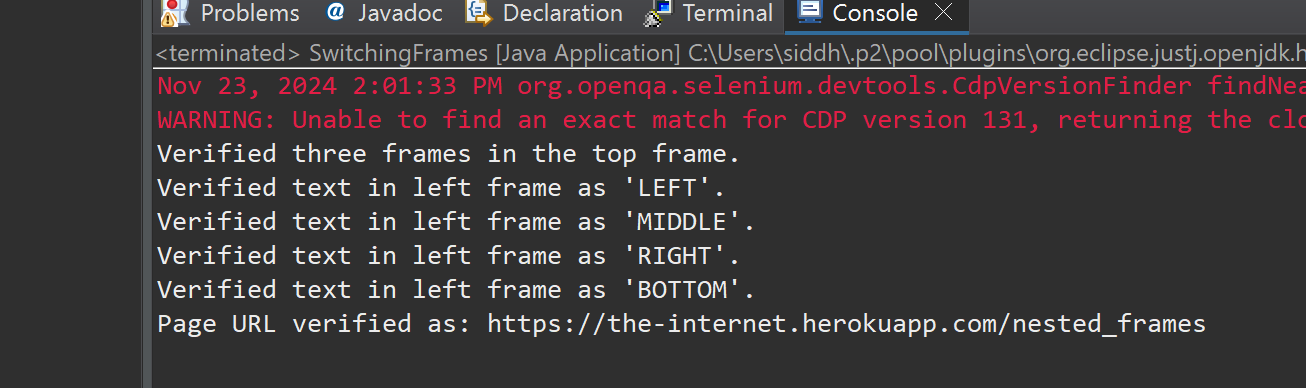 Problems @ Javadoc Declaration Terminal Console
<terminated> SwitchingFrames [Java Application] C:\Users\siddh\.p2\pool\plugins\org.eclipse.justj.openjdk.h
Nov 23, 2024 2:01:33 PM org.openqa.selenium.devtools.CdpVersionFinder findNea
WARNING: Unable to find an exact match for CDP version 131, returning the clo
Verified three frames in the top frame.
Verified text in left frame as 'LEFT'.
Verified text in left frame as 'MIDDLE'.
Verified text in left frame as 'RIGHT'.
Verified text in left frame as 'BOTTOM'.
Page URL verified as: https://the-internet.herokuapp.com/nested_frames